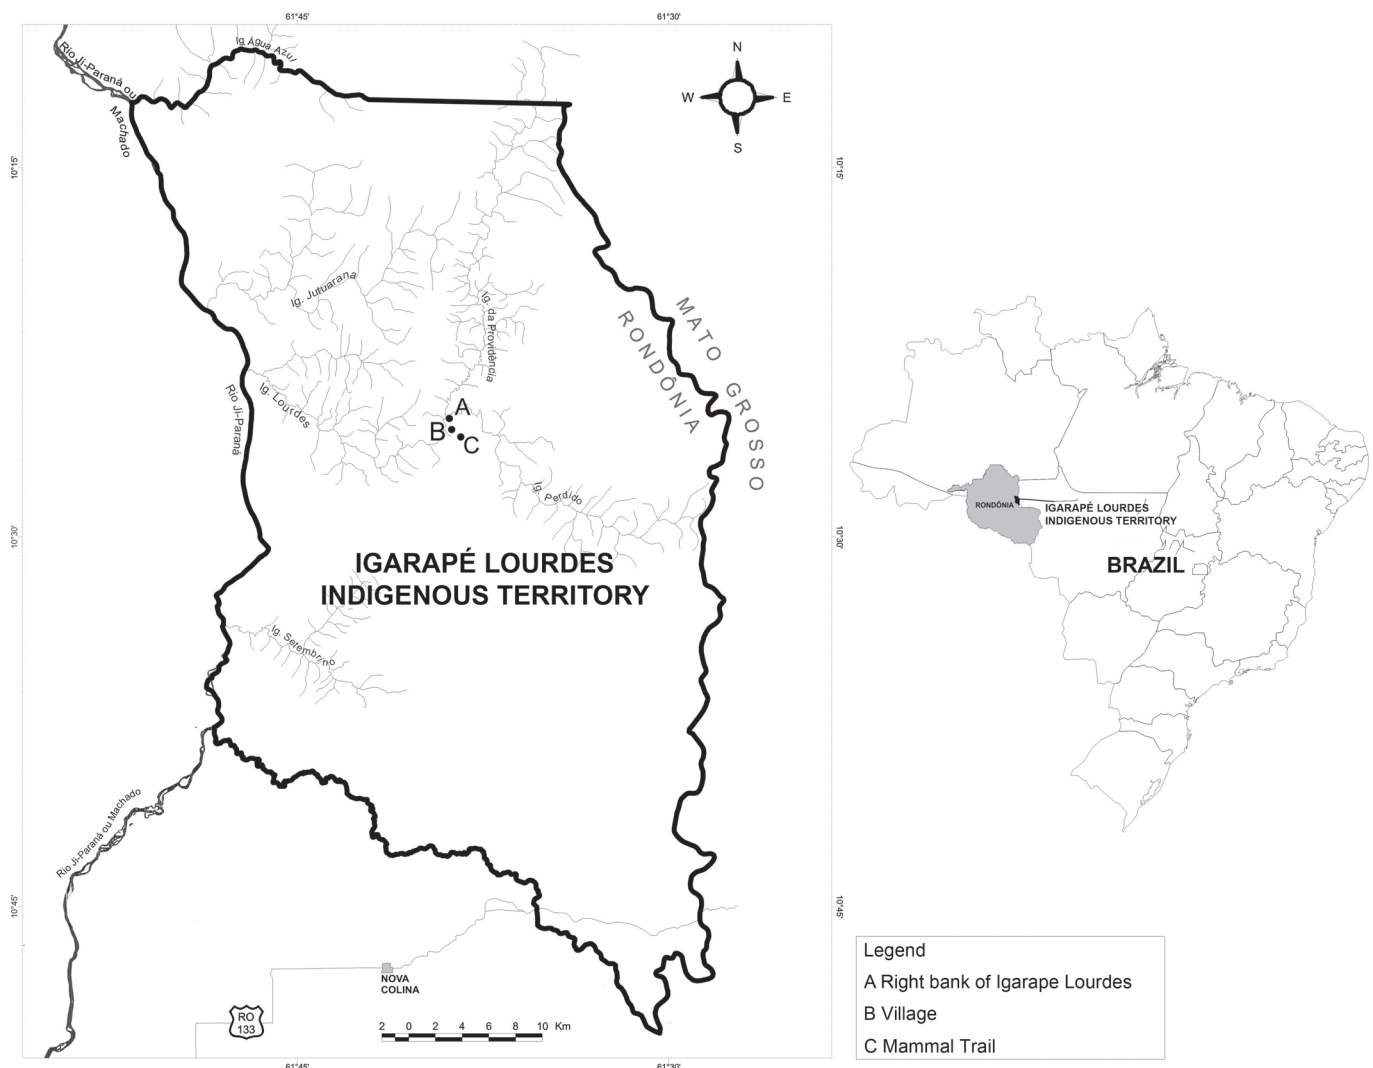 61°45'
61°30'
Rio Ji-Paraná ou
Machado
Ig Água Azul
N
W
E
S
10°15'
10°15'
Ig. Jutuarana
Ig. da Providência
MATO GROSSO
RONDÔNIA
Ig. Lourdes
Rio Ji-Paraná
A
B
C
Ig. Perdido
10°30'
10°30'
IGARAPÉ LOURDES
INDIGENOUS TERRITORY
RONDÔNIA
IGARAPÉ LOURDES
INDIGENOUS TERRITORY
BRAZIL
Ig. Setembrino
Rio Ji-Paraná ou Machado
10°45'
10°45'
NOVA
COLINA
RO
133
2 0 2 4 6 8 10 Km
61°45'
61°30'
Legend
A Right bank of Igarape Lourdes
B Village
C Mammal Trail